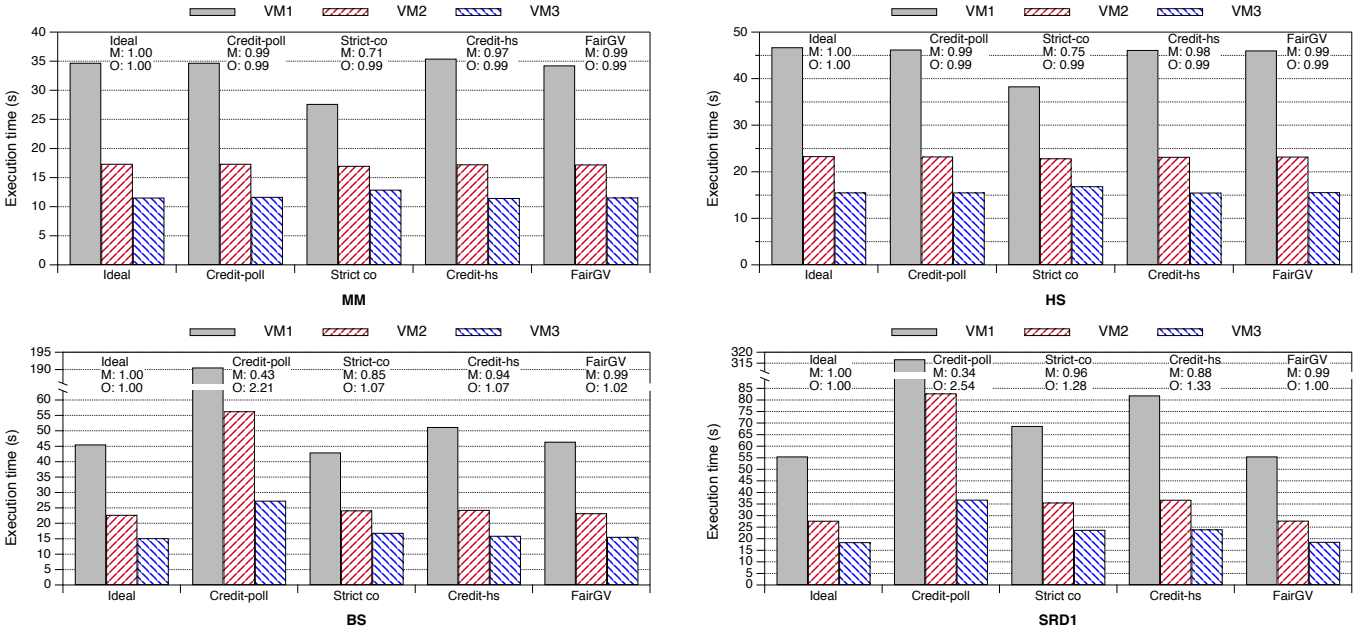 VM1 VM2 VM3
Execution time (s)
40
35
30
25
20
15
10
5
0
Ideal
M: 1.00
O: 1.00
Credit-poll
M: 0.99
O: 0.99
Strict-co
M: 0.71
O: 0.99
Credit-hs
M: 0.97
O: 0.99
FairGV
M: 0.99
O: 0.99
Ideal Credit-poll Strict co Credit-hs FairGV
MM
VM1 VM2 VM3
Execution time (s)
50
40
30
20
10
0
Ideal
M: 1.00
O: 1.00
Credit-poll
M: 0.99
O: 0.99
Strict-co
M: 0.75
O: 0.99
Credit-hs
M: 0.98
O: 0.99
FairGV
M: 0.99
O: 0.99
Ideal Credit-poll Strict co Credit-hs FairGV
HS
VM1 VM2 VM3
Execution time (s)
195
190
60
55
50
45
40
35
30
25
20
15
10
5
0
Ideal
M: 1.00
O: 1.00
Credit-poll
M: 0.43
O: 2.21
Strict-co
M: 0.85
O: 1.07
Credit-hs
M: 0.94
O: 1.07
FairGV
M: 0.99
O: 1.02
Ideal Credit-poll Strict co Credit-hs FairGV
BS
VM1 VM2 VM3
Execution time (s)
320
315
85
80
75
70
65
60
55
50
45
40
35
30
25
20
15
10
5
0
Ideal
M: 1.00
O: 1.00
Credit-poll
M: 0.34
O: 2.54
Strict-co
M: 0.96
O: 1.28
Credit-hs
M: 0.88
O: 1.33
FairGV
M: 0.99
O: 1.00
Ideal Credit-poll Strict co Credit-hs FairGV
SRD1